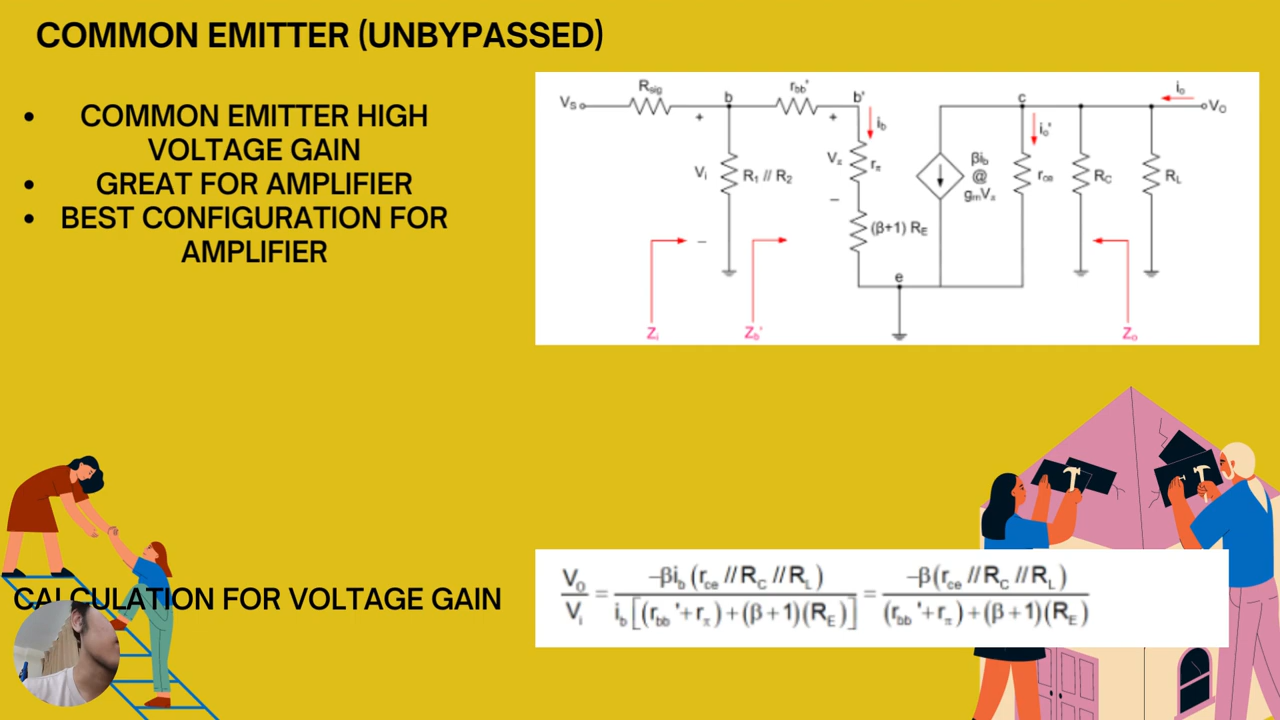 COMMON EMITTER (UNBYPASSED)
• COMMON EMITTER HIGH
VOLTAGE GAIN
• GREAT FOR AMPLIFIER
• BEST CONFIGURATION FOR
AMPLIFIER
Rsig rbb' io
Vs b b' c Vo
+ + ib io'
Vi R1 // R2 Vπ rπ βib @ gmVπ rce RC RL
− − (β+1) RE
e
Zi Zb' Zo
CALCULATION FOR VOLTAGE GAIN
Vo/Vi = −βib (rce //RC //RL) / ib[(rbb'+rπ)+(β+1)(RE)] = −β(rce //RC //RL) / (rbb'+rπ)+(β+1)(RE)